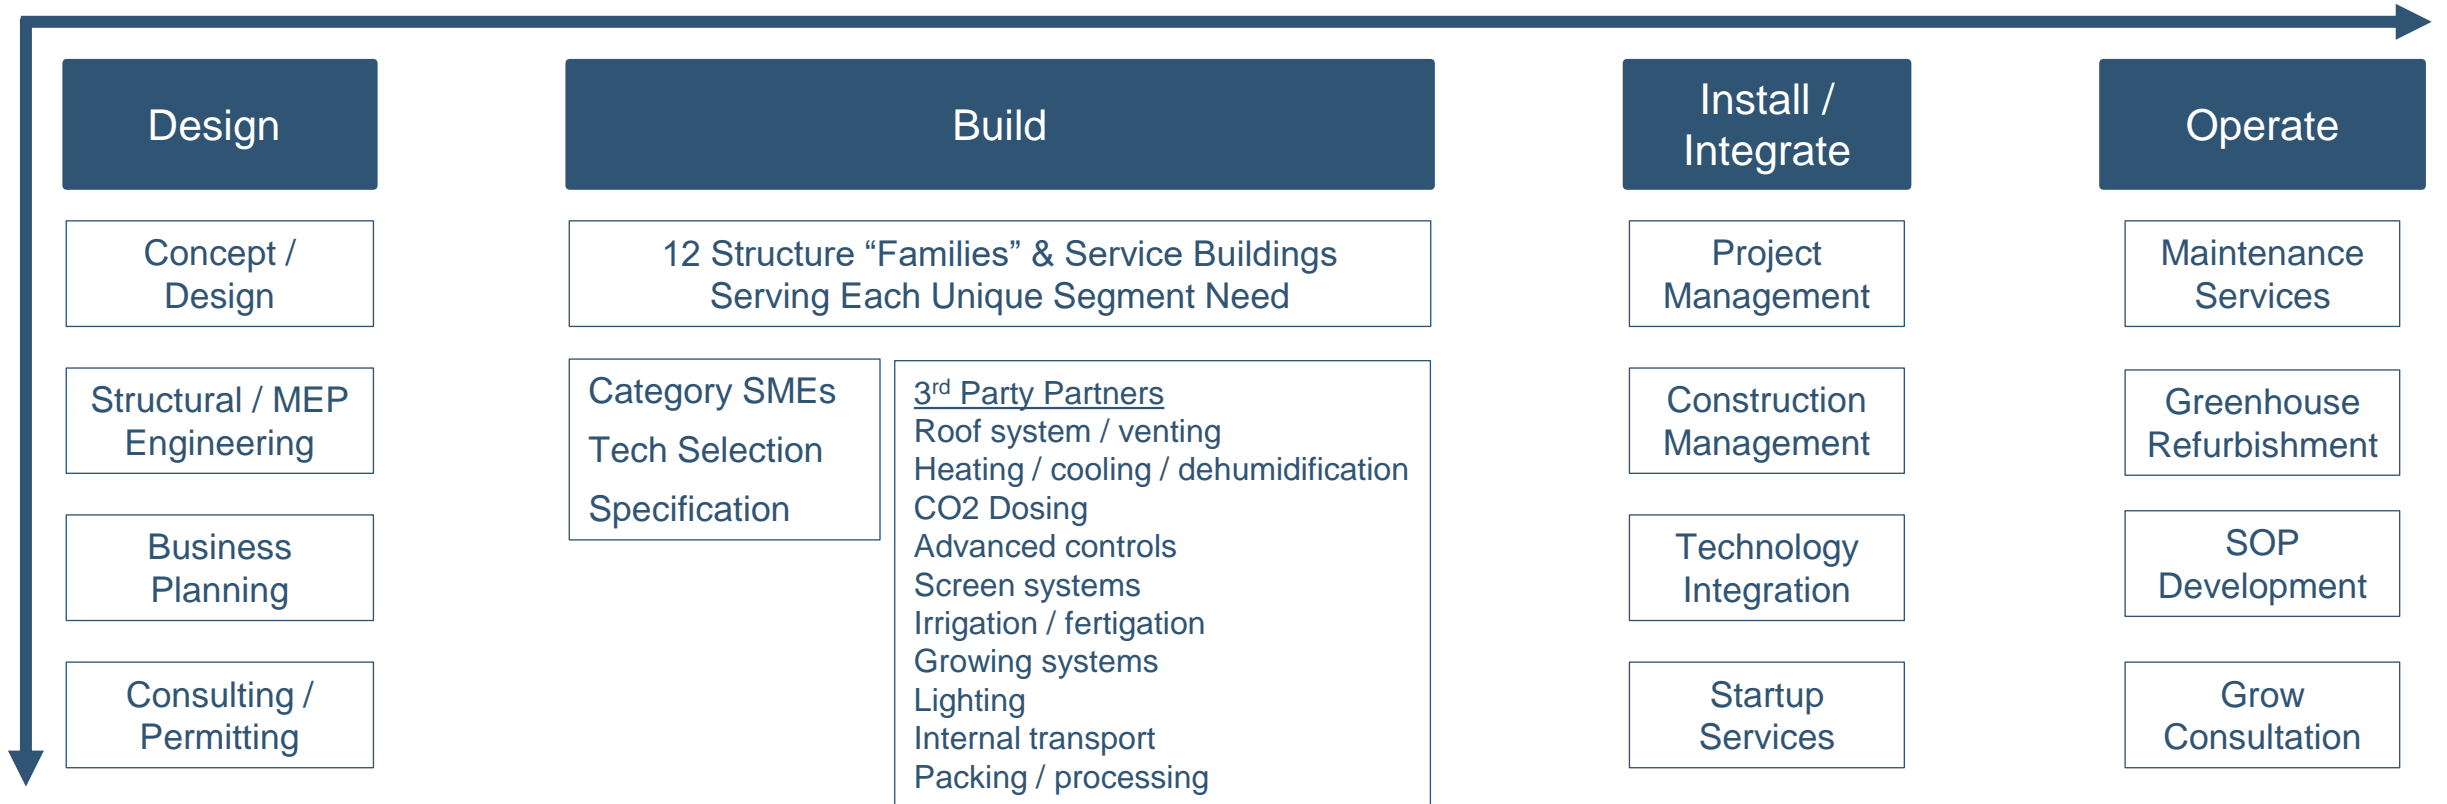 Design
Concept /
Design
Structural / MEP
Engineering
Business
Planning
Consulting /
Permitting
Build
12 Structure “Families” & Service Buildings
Serving Each Unique Segment Need
Category SMEs
Tech Selection
Specification
3rd Party Partners
Roof system / venting
Heating / cooling / dehumidification
CO2 Dosing
Advanced controls
Screen systems
Irrigation / fertigation
Growing systems
Lighting
Internal transport
Packing / processing
Install /
Integrate
Project
Management
Construction
Management
Technology
Integration
Startup
Services
Operate
Maintenance
Services
Greenhouse
Refurbishment
SOP
Development
Grow
Consultation